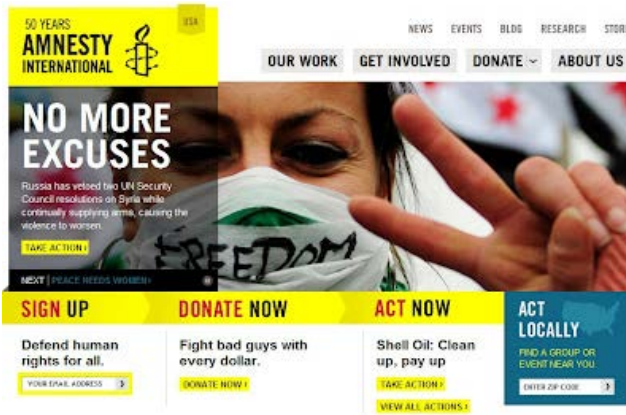 50 YEARS
AMNESTY
INTERNATIONAL
USA
NEWS EVENTS BLOG RESEARCH STORE
OUR WORK GET INVOLVED DONATE ABOUT US
NO MORE
EXCUSES
Russia has vetoed two UN Security
Council resolutions on Syria while
continually supplying arms, causing the
violence to worsen.
TAKE ACTION ›
FREEDOM
NEXT | PEACE NEEDS WOMEN ›
SIGN UP
Defend human
rights for all.
YOUR EMAIL ADDRESS
DONATE NOW
Fight bad guys with
every dollar.
DONATE NOW ›
ACT NOW
Shell Oil: Clean
up, pay up
TAKE ACTION ›
VIEW ALL ACTIONS ›
ACT
LOCALLY
FIND A GROUP OR
EVENT NEAR YOU
ENTER ZIP CODE